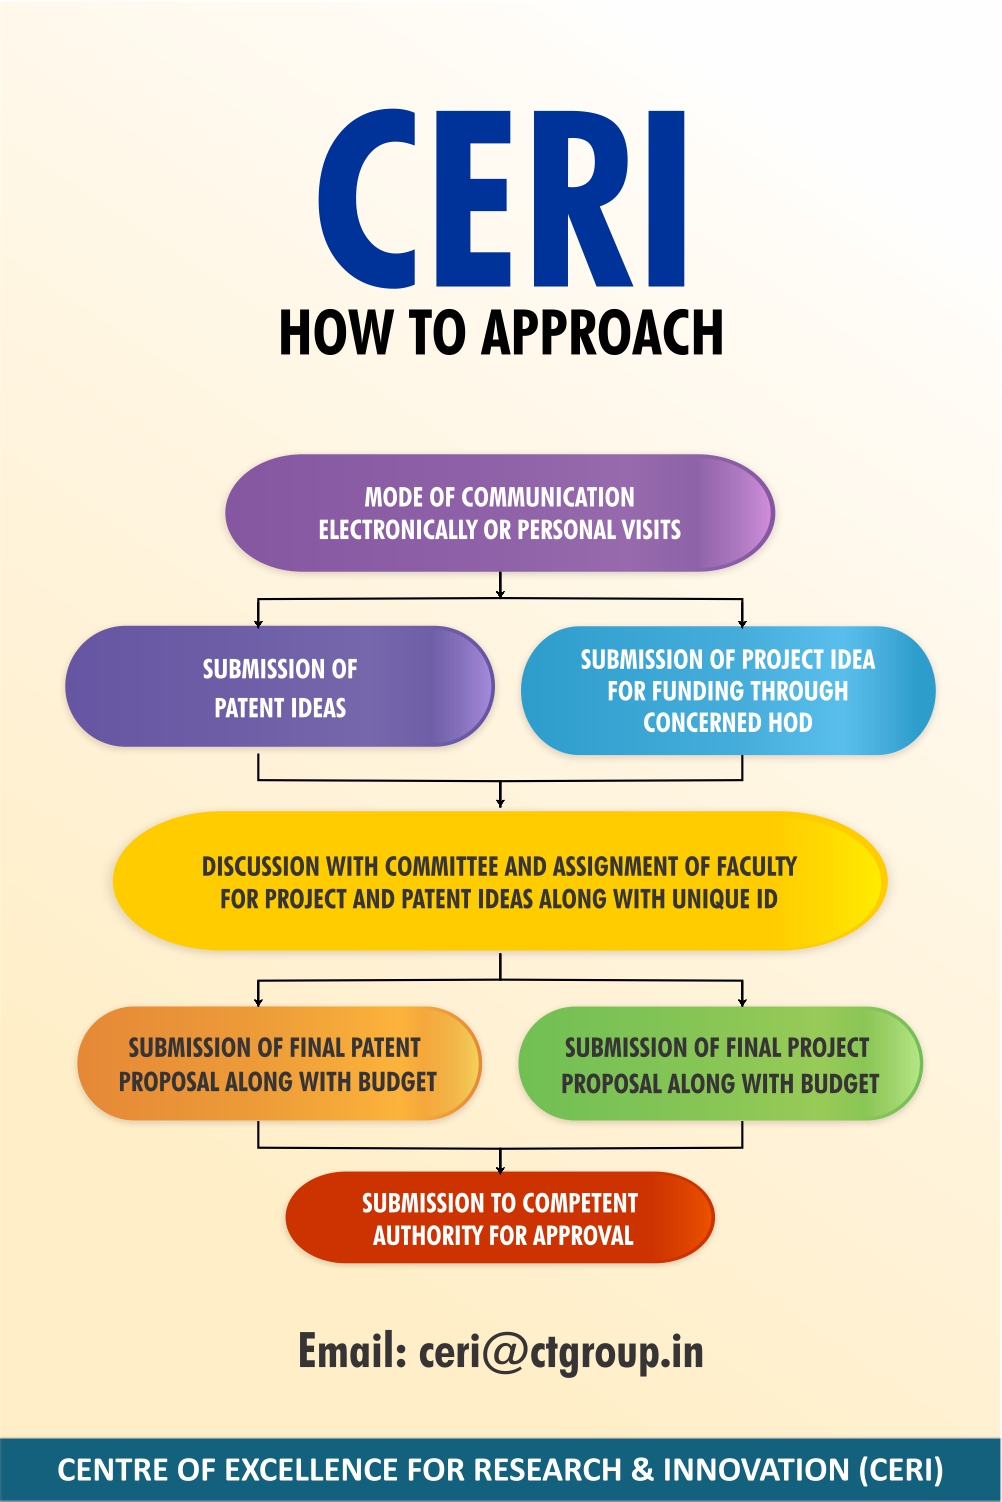 CERI
HOW TO APPROACH
MODE OF COMMUNICATION
ELECTRONICALLY OR PERSONAL VISITS
SUBMISSION OF
PATENT IDEAS
SUBMISSION OF PROJECT IDEA
FOR FUNDING THROUGH
CONCERNED HOD
DISCUSSION WITH COMMITTEE AND ASSIGNMENT OF FACULTY
FOR PROJECT AND PATENT IDEAS ALONG WITH UNIQUE ID
SUBMISSION OF FINAL PATENT
PROPOSAL ALONG WITH BUDGET
SUBMISSION OF FINAL PROJECT
PROPOSAL ALONG WITH BUDGET
SUBMISSION TO COMPETENT
AUTHORITY FOR APPROVAL
Email: ceri@ctgroup.in
CENTRE OF EXCELLENCE FOR RESEARCH & INNOVATION (CERI)